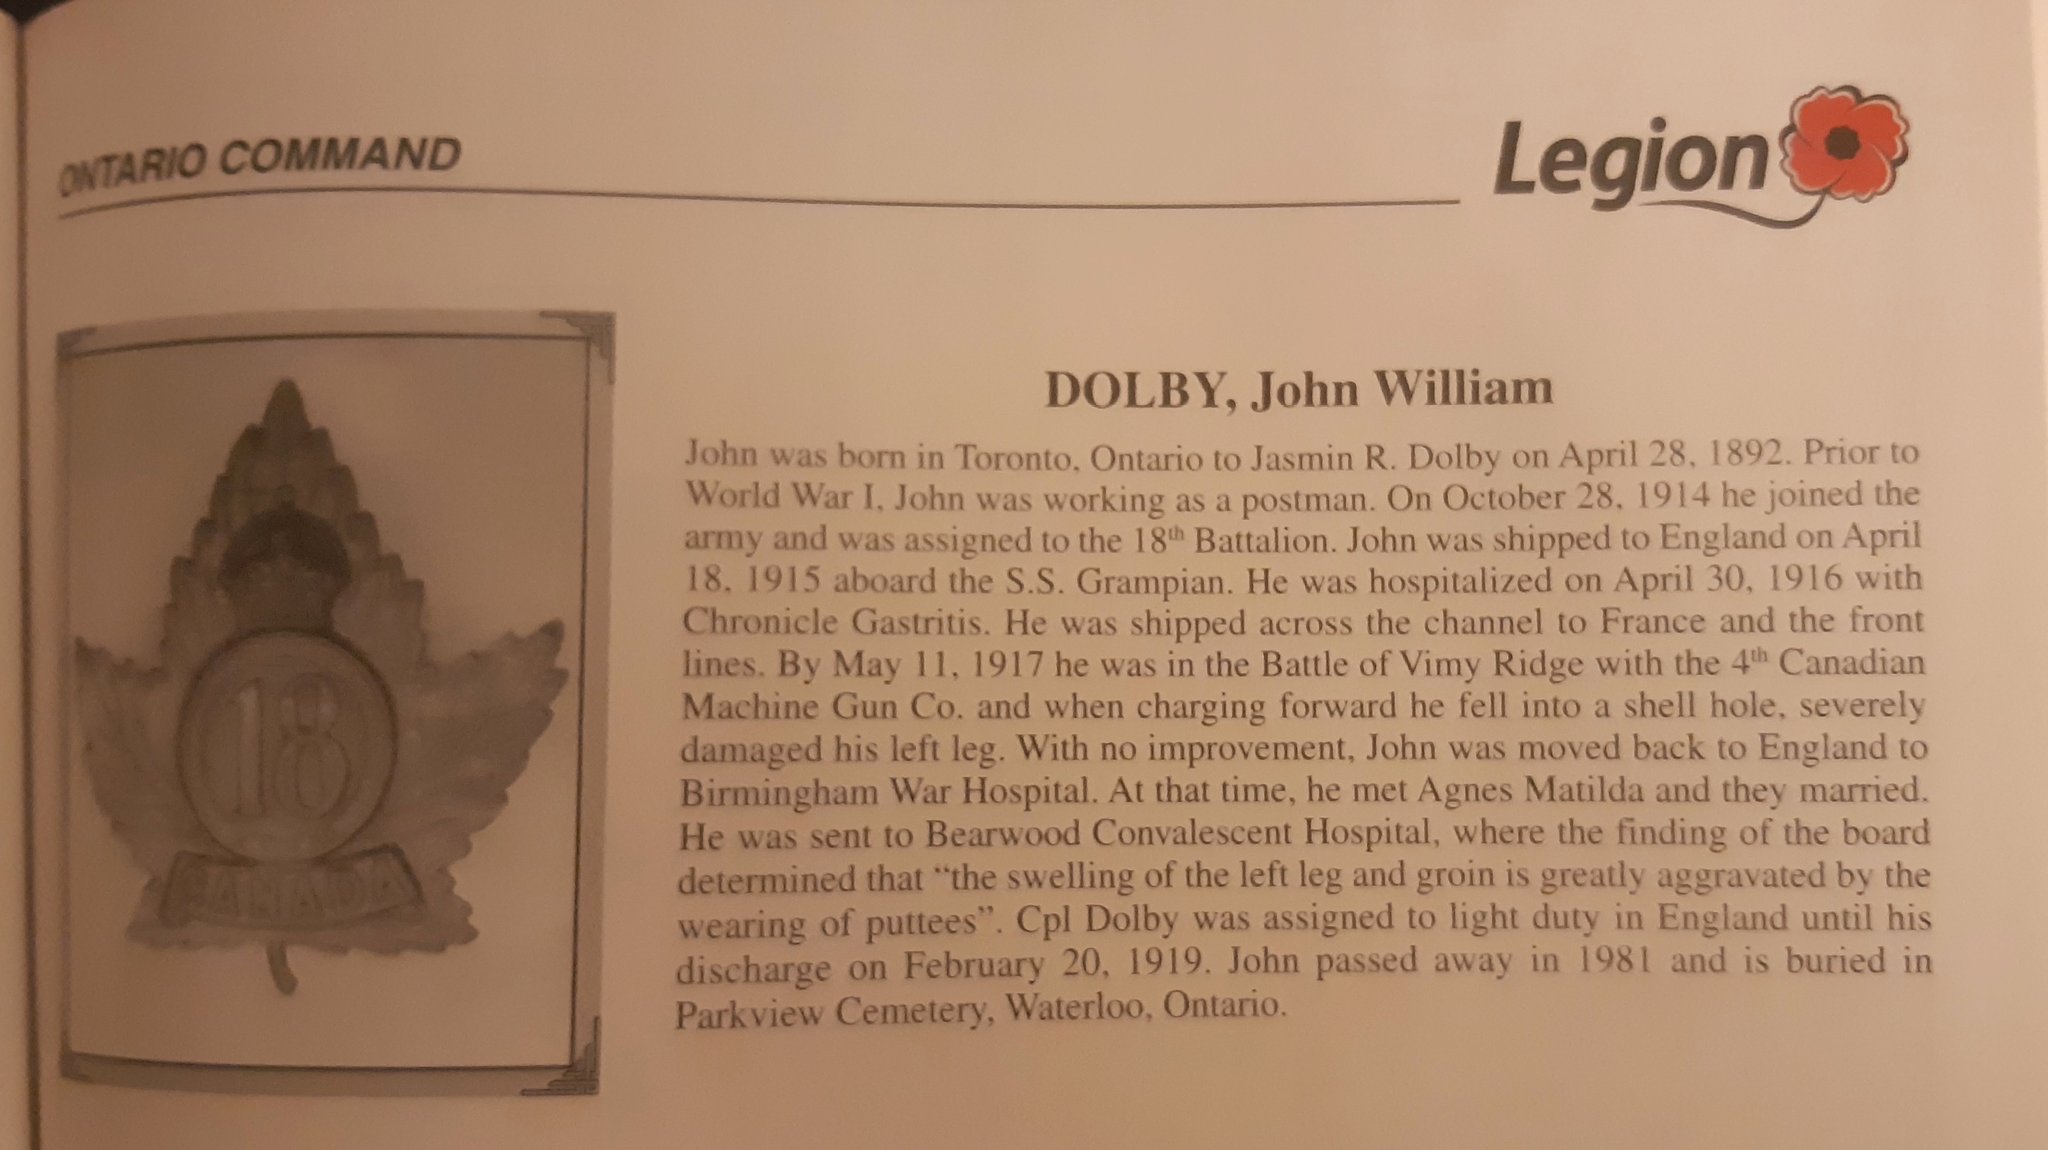 ONTARIO COMMAND
Legion
18
CANADA
DOLBY, John William
John was born in Toronto, Ontario to Jasmin R. Dolby on April 28, 1892. Prior to
World War I, John was working as a postman. On October 28, 1914 he joined the
army and was assigned to the 18th Battalion. John was shipped to England on April
18, 1915 aboard the S.S. Grampian. He was hospitalized on April 30, 1916 with
Chronicle Gastritis. He was shipped across the channel to France and the front
lines. By May 11, 1917 he was in the Battle of Vimy Ridge with the 4th Canadian
Machine Gun Co. and when charging forward he fell into a shell hole, severely
damaged his left leg. With no improvement, John was moved back to England to
Birmingham War Hospital. At that time, he met Agnes Matilda and they married.
He was sent to Bearwood Convalescent Hospital, where the finding of the board
determined that “the swelling of the left leg and groin is greatly aggravated by the
wearing of puttees”. Cpl Dolby was assigned to light duty in England until his
discharge on February 20, 1919. John passed away in 1981 and is buried in
Parkview Cemetery, Waterloo, Ontario.